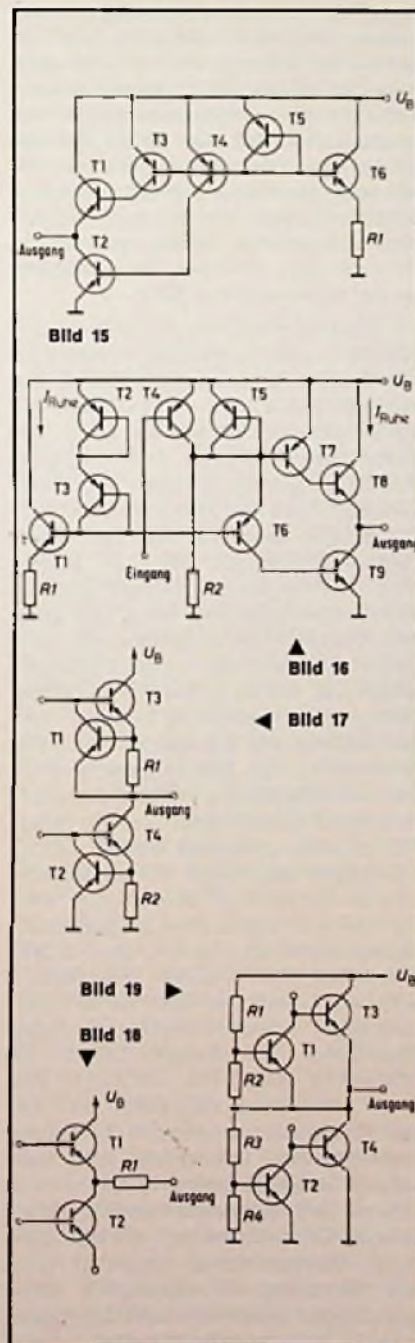 U_B
T5
T1
T3
T4
T6
Ausgang
R1
T2
Bild 15
U_B
I_Ruhe
T2
T4
T5
I_Ruhe
T7
T8
T3
T6
Ausgang
T1
Eingang
R1
R2
T9
Bild 16
Bild 17
U_B
T3
T1
R1
Ausgang
T4
T2
R2
Bild 19
Bild 18
U_B
R1
T3
T1
R2
Ausgang
R3
T4
T2
R4
U_B
T1
R1
Ausgang
T2